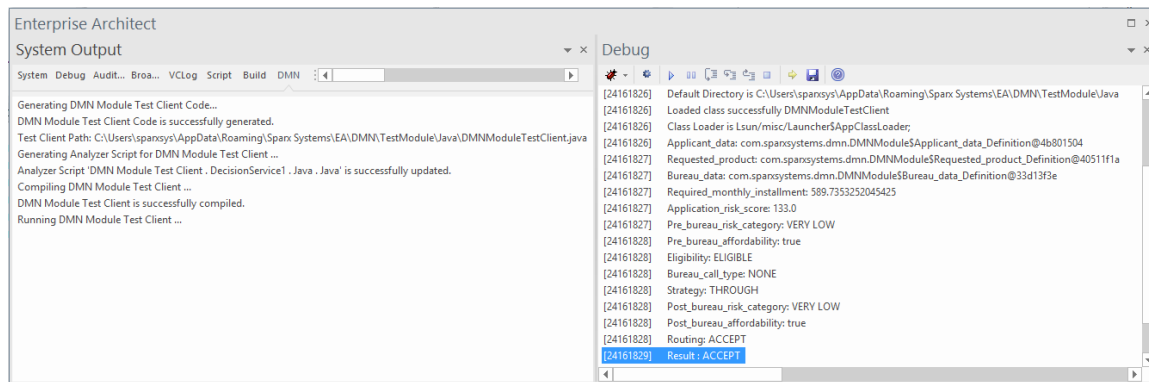 Enterprise Architect
System Output
System Debug Audit... Broa... VCLog Script Build DMN
Generating DMN Module Test Client Code...
DMN Module Test Client Code is successfully generated.
Test Client Path: C:\Users\sparxsys\AppData\Roaming\Sparx Systems\EA\DMN\TestModule\Java\DMNModuleTestClient.java
Generating Analyzer Script for DMN Module Test Client ...
Analyzer Script 'DMN Module Test Client . DecisionService1 . Java . Java' is successfully updated.
Compiling DMN Module Test Client ...
DMN Module Test Client is successfully compiled.
Running DMN Module Test Client ...
Debug
[24161826] Default Directory is C:\Users\sparxsys\AppData\Roaming\Sparx Systems\EA\DMN\TestModule\Java
[24161826] Loaded class successfully DMNModuleTestClient
[24161826] Class Loader is Lsun/misc/Launcher$AppClassLoader;
[24161826] Applicant_data: com.sparxsystems.dmn.DMNModule$Applicant_data_Definition@4b801504
[24161827] Requested_product: com.sparxsystems.dmn.DMNModule$Requested_product_Definition@40511f1a
[24161827] Bureau_data: com.sparxsystems.dmn.DMNModule$Bureau_data_Definition@33d13f3e
[24161827] Required_monthly_installment: 589.7353252045425
[24161827] Application_risk_score: 133.0
[24161827] Pre_bureau_risk_category: VERY LOW
[24161828] Pre_bureau_affordability: true
[24161828] Eligibility: ELIGIBLE
[24161828] Bureau_call_type: NONE
[24161828] Strategy: THROUGH
[24161828] Post_bureau_risk_category: VERY LOW
[24161828] Post_bureau_affordability: true
[24161828] Routing: ACCEPT
[24161829] Result : ACCEPT